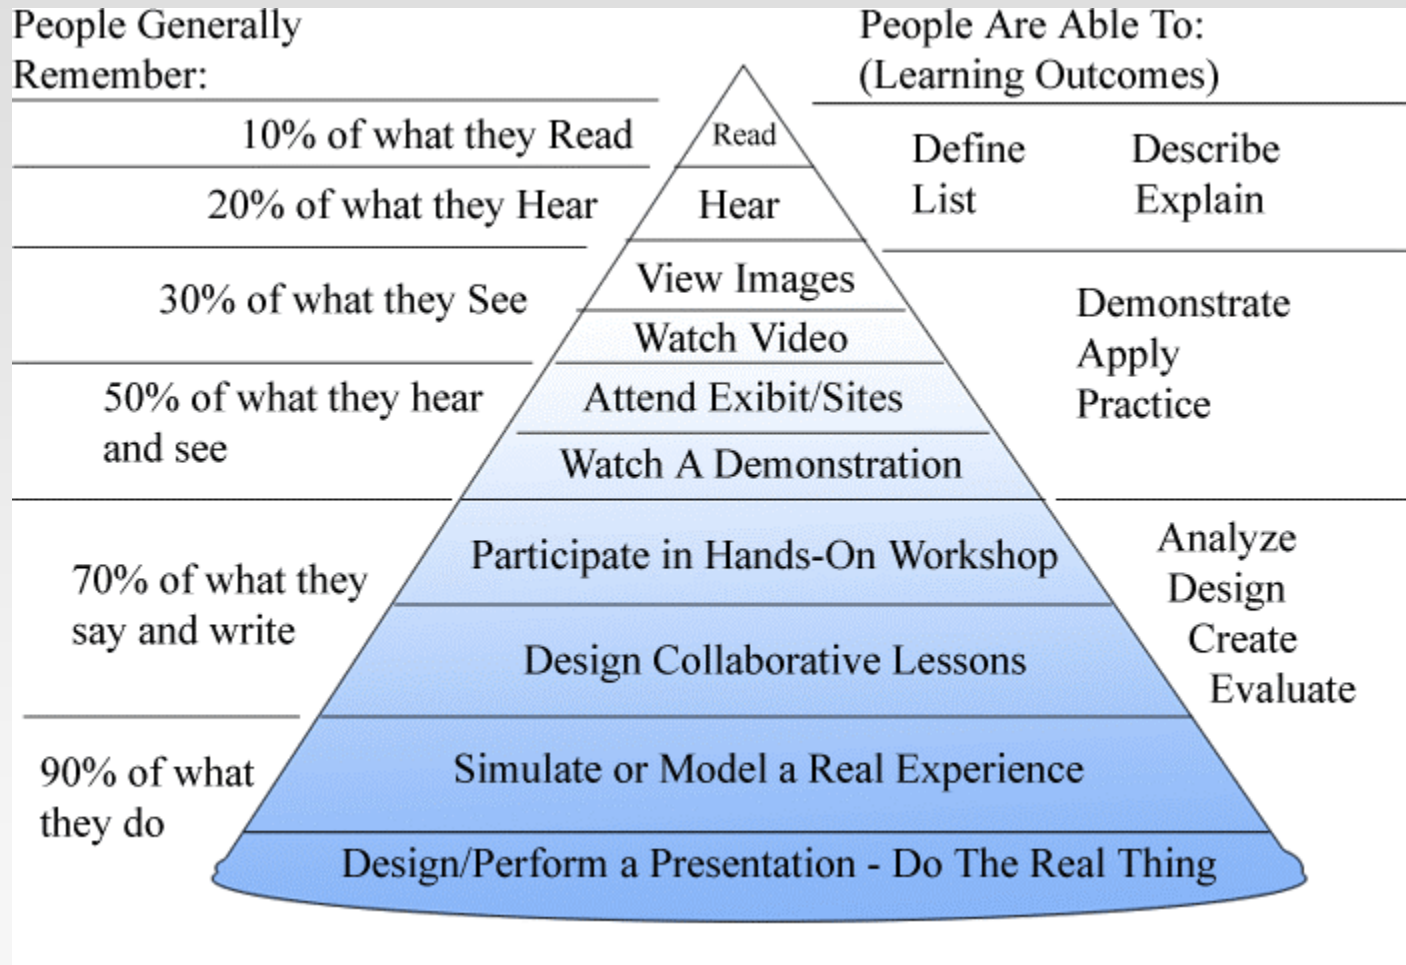 People Generally
Remember:
10% of what they Read
20% of what they Hear
30% of what they See
50% of what they hear
and see
70% of what they
say and write
90% of what
they do
Read
Hear
View Images
Watch Video
Attend Exibit/Sites
Watch A Demonstration
Participate in Hands-On Workshop
Design Collaborative Lessons
Simulate or Model a Real Experience
Design/Perform a Presentation - Do The Real Thing
People Are Able To:
(Learning Outcomes)
Define Describe
List Explain
Demonstrate
Apply
Practice
Analyze
Design
Create
Evaluate